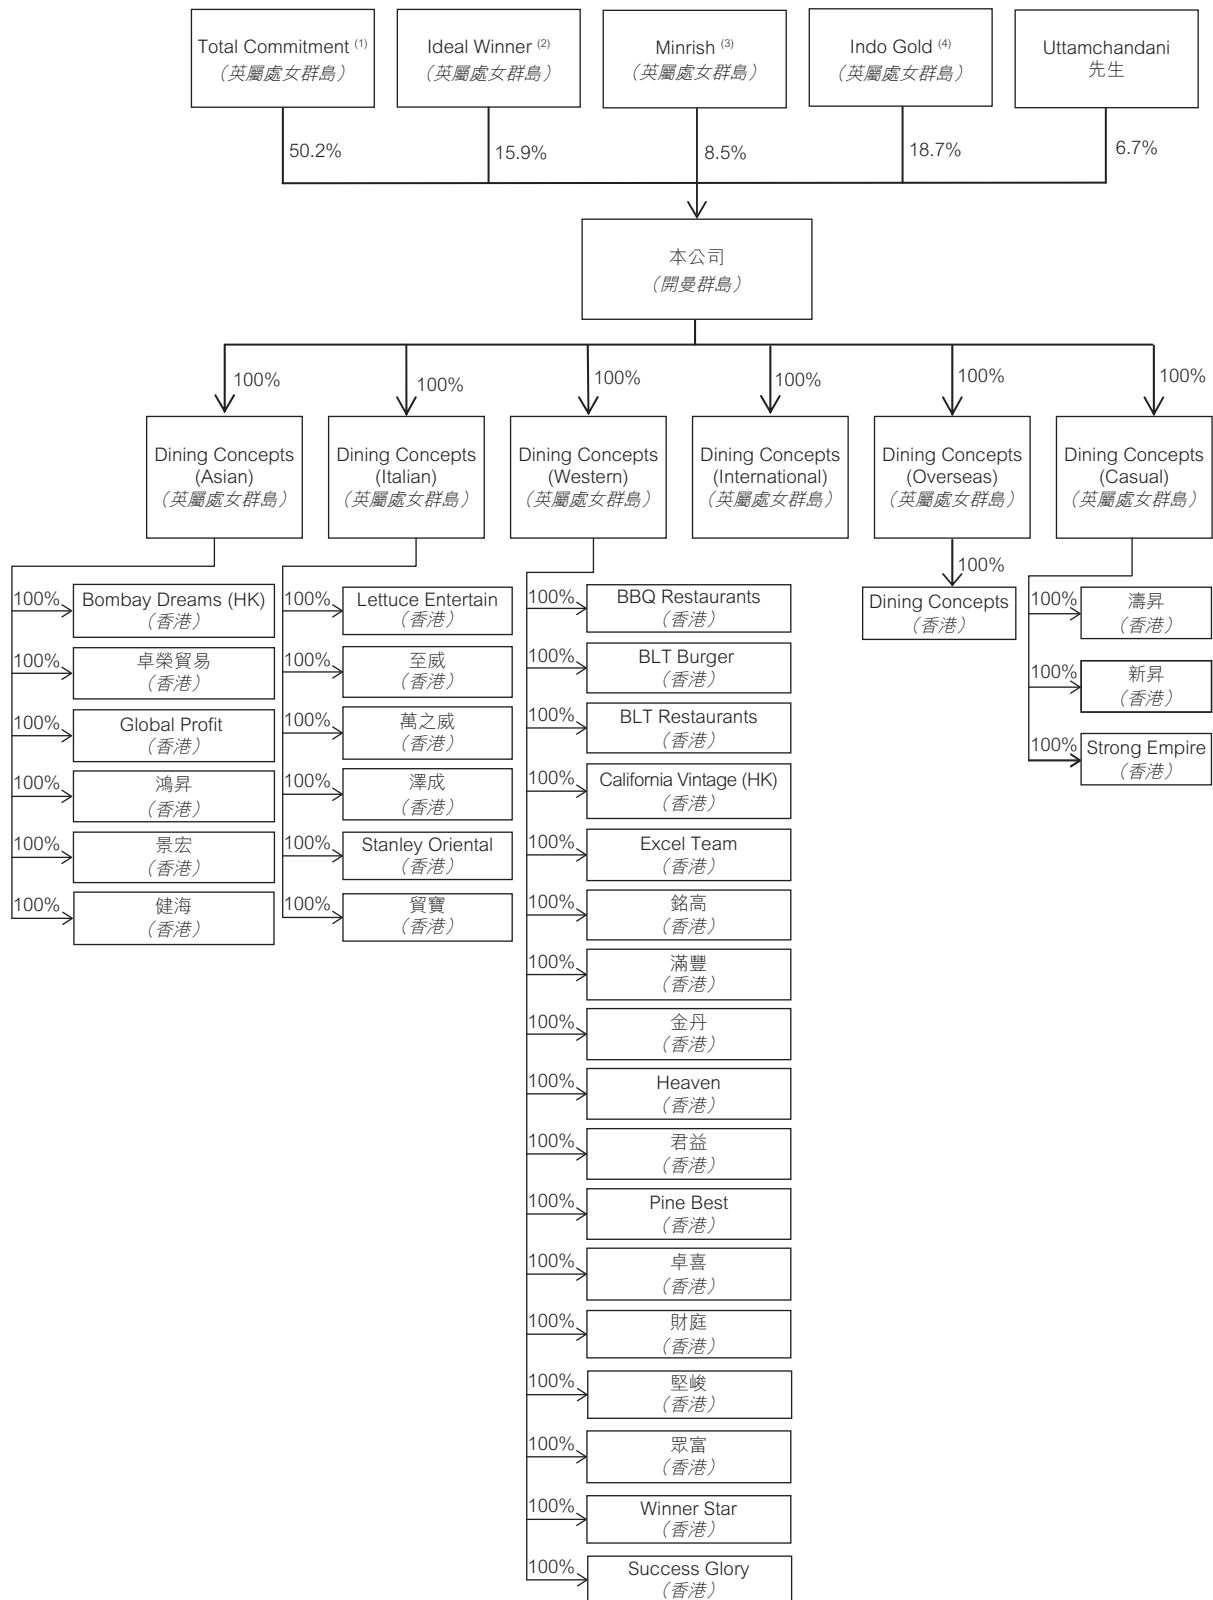 Total Commitment (1)
（英屬處女群島）
Ideal Winner (2)
（英屬處女群島）
Minrish (3)
（英屬處女群島）
Indo Gold (4)
（英屬處女群島）
Uttamchandani
先生
50.2%
15.9%
8.5%
18.7%
6.7%
本公司
（開曼群島）
100%
100%
100%
100%
100%
100%
Dining Concepts
(Asian)
（英屬處女群島）
Dining Concepts
(Italian)
（英屬處女群島）
Dining Concepts
(Western)
（英屬處女群島）
Dining Concepts
(International)
（英屬處女群島）
Dining Concepts
(Overseas)
（英屬處女群島）
Dining Concepts
(Casual)
（英屬處女群島）
100%
Bombay Dreams (HK)
（香港）
100%
卓榮貿易
（香港）
100%
Global Profit
（香港）
100%
鴻昇
（香港）
100%
景宏
（香港）
100%
健海
（香港）
100%
Lettuce Entertain
（香港）
100%
至威
（香港）
100%
萬之威
（香港）
100%
澤成
（香港）
100%
Stanley Oriental
（香港）
100%
貿寶
（香港）
100%
BBQ Restaurants
（香港）
100%
BLT Burger
（香港）
100%
BLT Restaurants
（香港）
100%
California Vintage (HK)
（香港）
100%
Excel Team
（香港）
100%
銘高
（香港）
100%
滿豐
（香港）
100%
金丹
（香港）
100%
Heaven
（香港）
100%
君益
（香港）
100%
Pine Best
（香港）
100%
卓喜
（香港）
100%
財庭
（香港）
100%
堅峻
（香港）
100%
眾富
（香港）
100%
Winner Star
（香港）
100%
Success Glory
（香港）
100%
Dining Concepts
（香港）
100%
濤昇
（香港）
100%
新昇
（香港）
100%
Strong Empire
（香港）